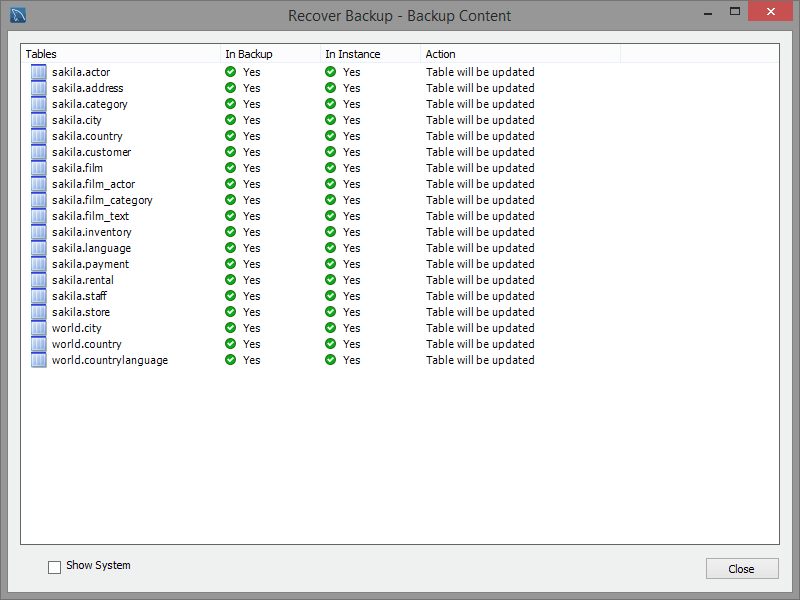 Recover Backup - Backup Content
Tables In Backup In Instance Action
sakila.actor Yes Yes Table will be updated
sakila.address Yes Yes Table will be updated
sakila.category Yes Yes Table will be updated
sakila.city Yes Yes Table will be updated
sakila.country Yes Yes Table will be updated
sakila.customer Yes Yes Table will be updated
sakila.film Yes Yes Table will be updated
sakila.film_actor Yes Yes Table will be updated
sakila.film_category Yes Yes Table will be updated
sakila.film_text Yes Yes Table will be updated
sakila.inventory Yes Yes Table will be updated
sakila.language Yes Yes Table will be updated
sakila.payment Yes Yes Table will be updated
sakila.rental Yes Yes Table will be updated
sakila.staff Yes Yes Table will be updated
sakila.store Yes Yes Table will be updated
world.city Yes Yes Table will be updated
world.country Yes Yes Table will be updated
world.countrylanguage Yes Yes Table will be updated
Show System
Close